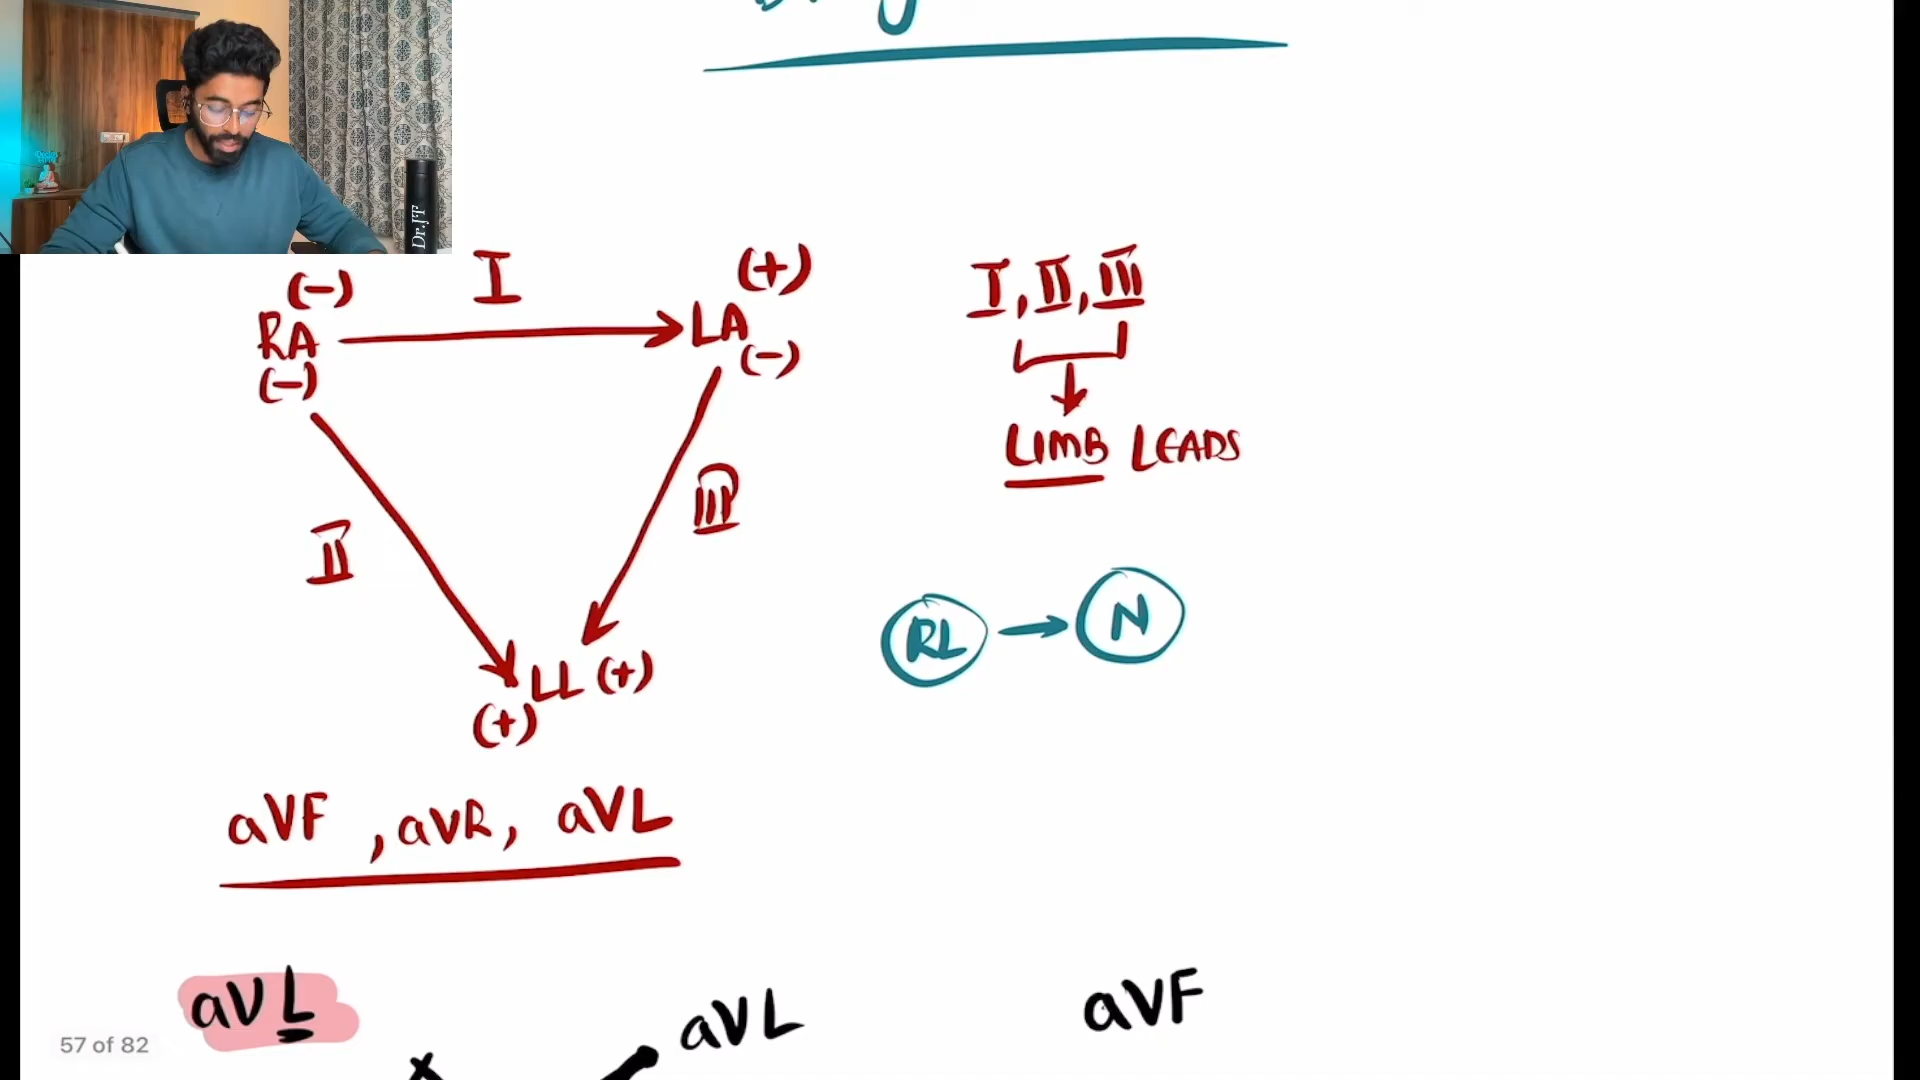 Dr.JT
(-) I (+)
RA LA
(-) (-)
I, II, III
LIMB LEADS
II III
RL → N
LL (+)
(+)
aVF , aVR, aVL
aVL aVL aVF
57 of 82